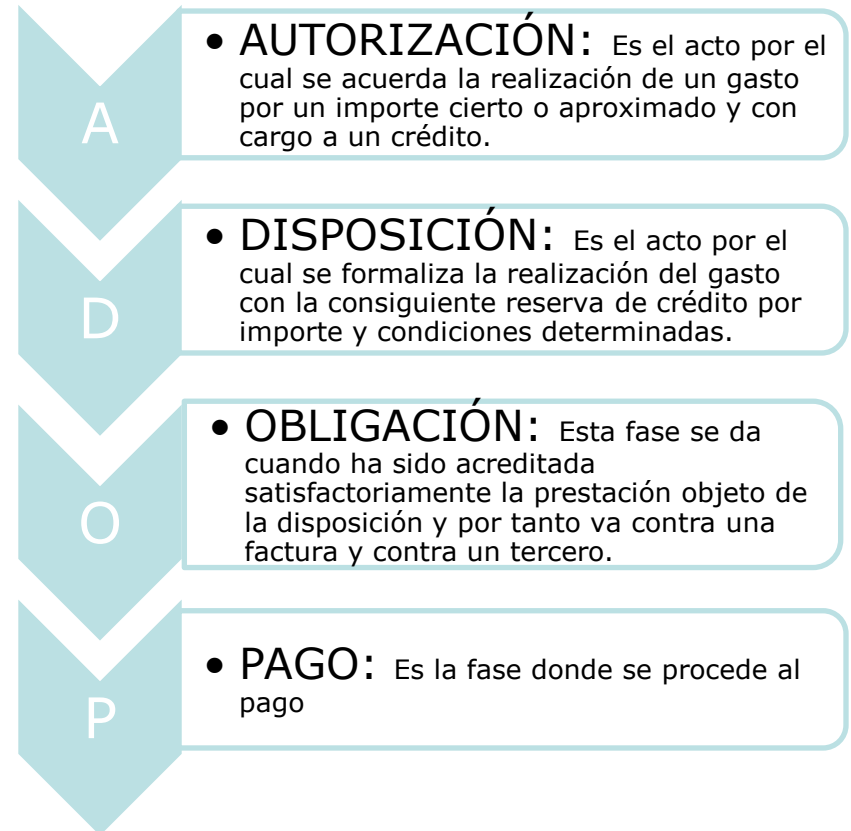 A
• AUTORIZACIÓN: Es el acto por el
cual se acuerda la realización de un gasto
por un importe cierto o aproximado y con
cargo a un crédito.
D
• DISPOSICIÓN: Es el acto por el
cual se formaliza la realización del gasto
con la consiguiente reserva de crédito por
importe y condiciones determinadas.
O
• OBLIGACIÓN: Esta fase se da
cuando ha sido acreditada
satisfactoriamente la prestación objeto de
la disposición y por tanto va contra una
factura y contra un tercero.
P
• PAGO: Es la fase donde se procede al
pago